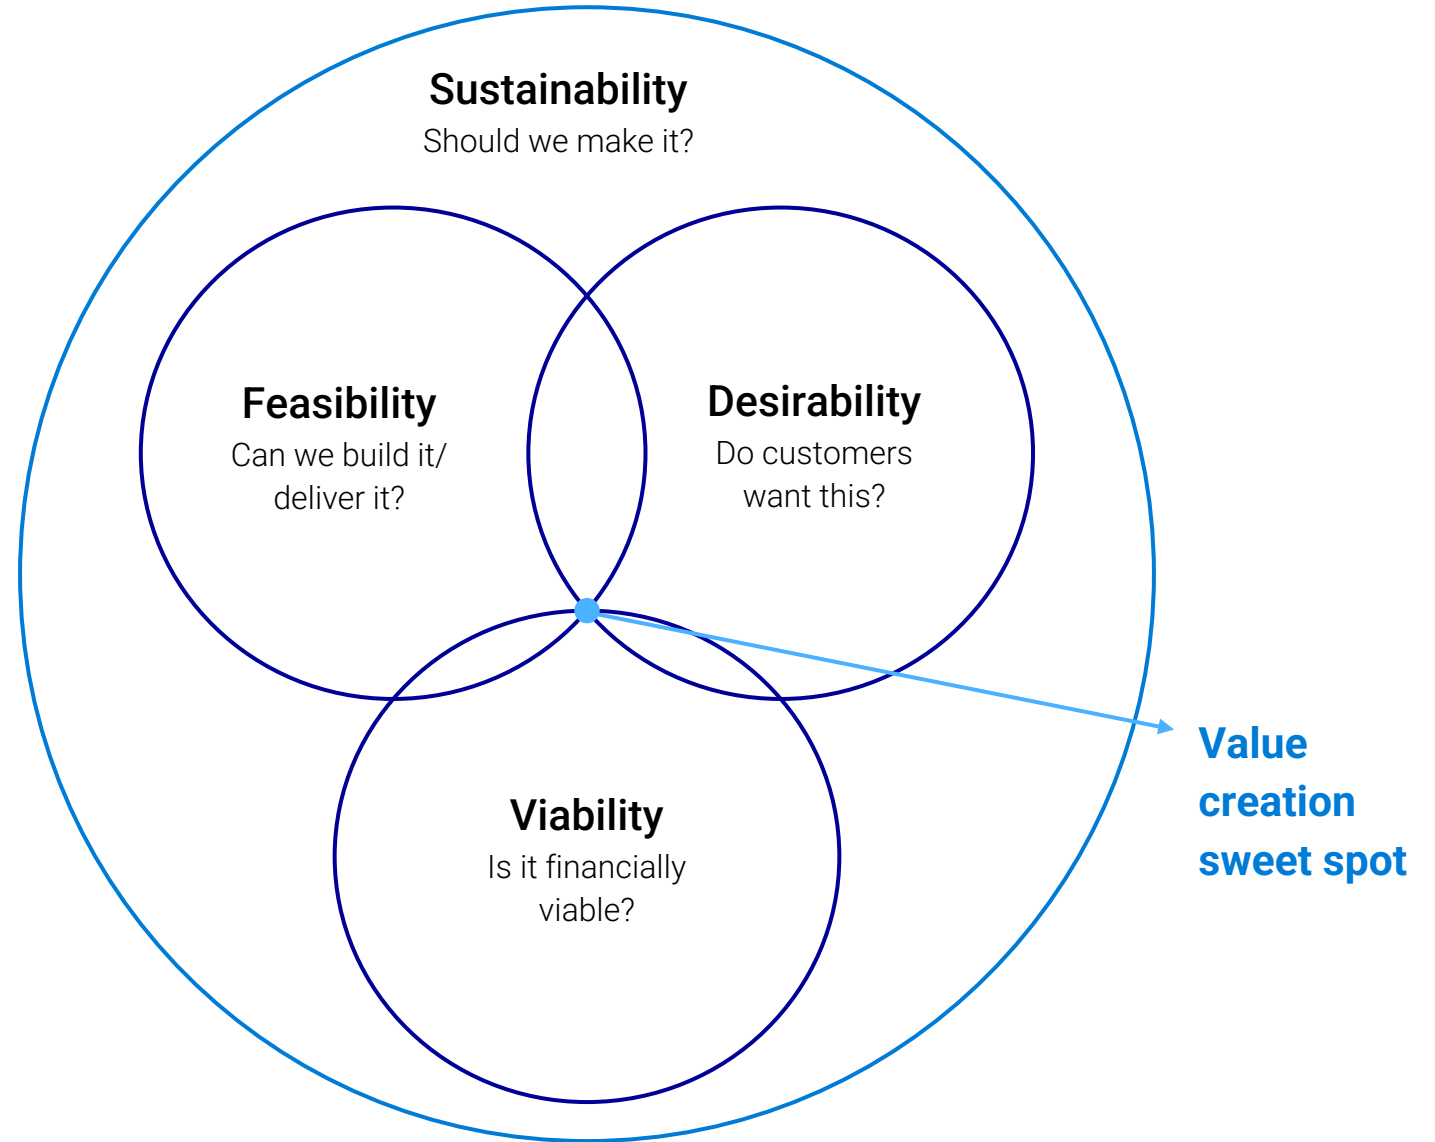 Sustainability
Should we make it?
Feasibility
Can we build it/
deliver it?
Desirability
Do customers
want this?
Viability
Is it financially
viable?
Value
creation
sweet spot